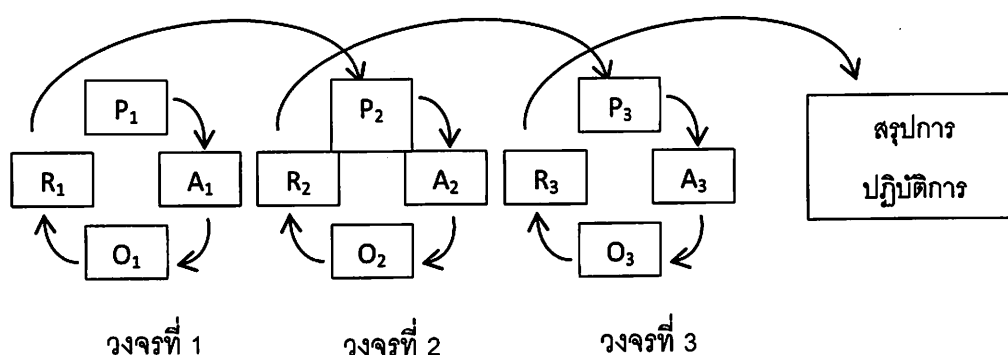 P₁ P₂ P₃
สรุปการ
ปฏิบัติการ
R₁ A₁ R₂ A₂ R₃ A₃
O₁ O₂ O₃
วงจรที่ 1 วงจรที่ 2 วงจรที่ 3